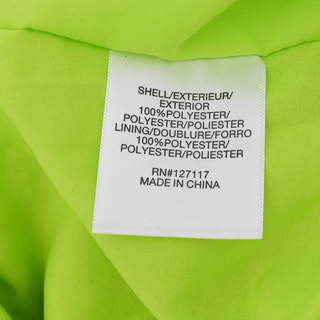 SHELL/EXTERIEUR/
EXTERIOR
100%POLYESTER/
POLYESTER/POLIESTER
LINING/DOUBLURE/FORRO
100%POLYESTER/
POLYESTER/POLIESTER
RN#127117
MADE IN CHINA